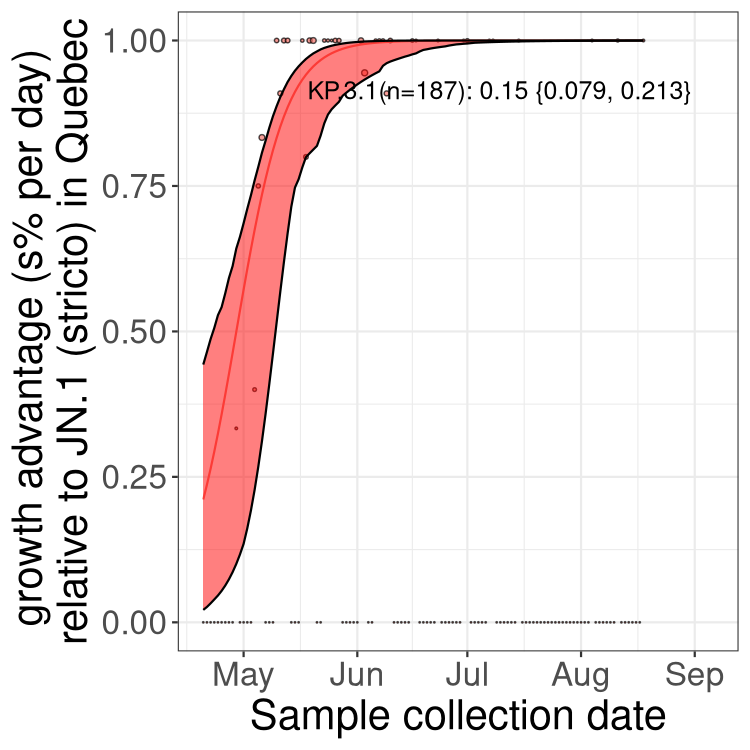 growth advantage (s% per day)
relative to JN.1 (stricto) in Quebec
1.00
0.75
0.50
0.25
0.00
KP.3.1(n=187): 0.15 {0.079, 0.213}
May Jun Jul Aug Sep
Sample collection date